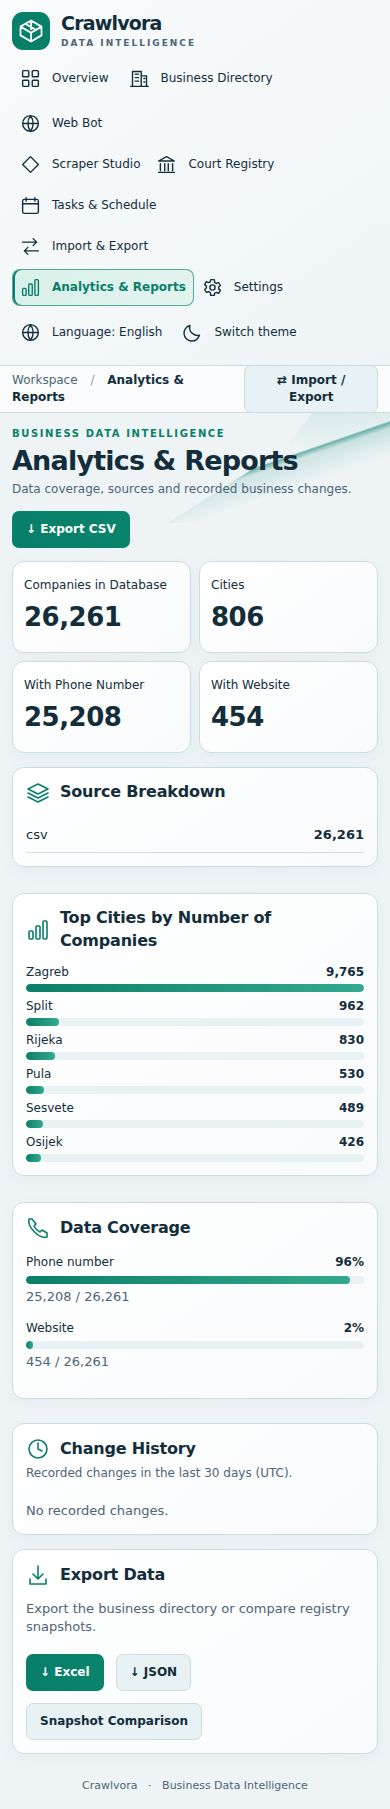 Crawlvora
DATA INTELLIGENCE
Overview
Business Directory
Web Bot
Scraper Studio
Court Registry
Tasks & Schedule
Import & Export
Analytics & Reports
Settings
Language: English
Switch theme
Workspace / Analytics &
Reports
⇄ Import /
Export
BUSINESS DATA INTELLIGENCE
Analytics & Reports
Data coverage, sources and recorded business changes.
↓ Export CSV
Companies in Database
26,261
Cities
806
With Phone Number
25,208
With Website
454
Source Breakdown
csv 26,261
Top Cities by Number of
Companies
Zagreb 9,765
Split 962
Rijeka 830
Pula 530
Sesvete 489
Osijek 426
Data Coverage
Phone number 96%
25,208 / 26,261
Website 2%
454 / 26,261
Change History
Recorded changes in the last 30 days (UTC).
No recorded changes.
Export Data
Export the business directory or compare registry
snapshots.
↓ Excel
↓ JSON
Snapshot Comparison
Crawlvora · Business Data Intelligence